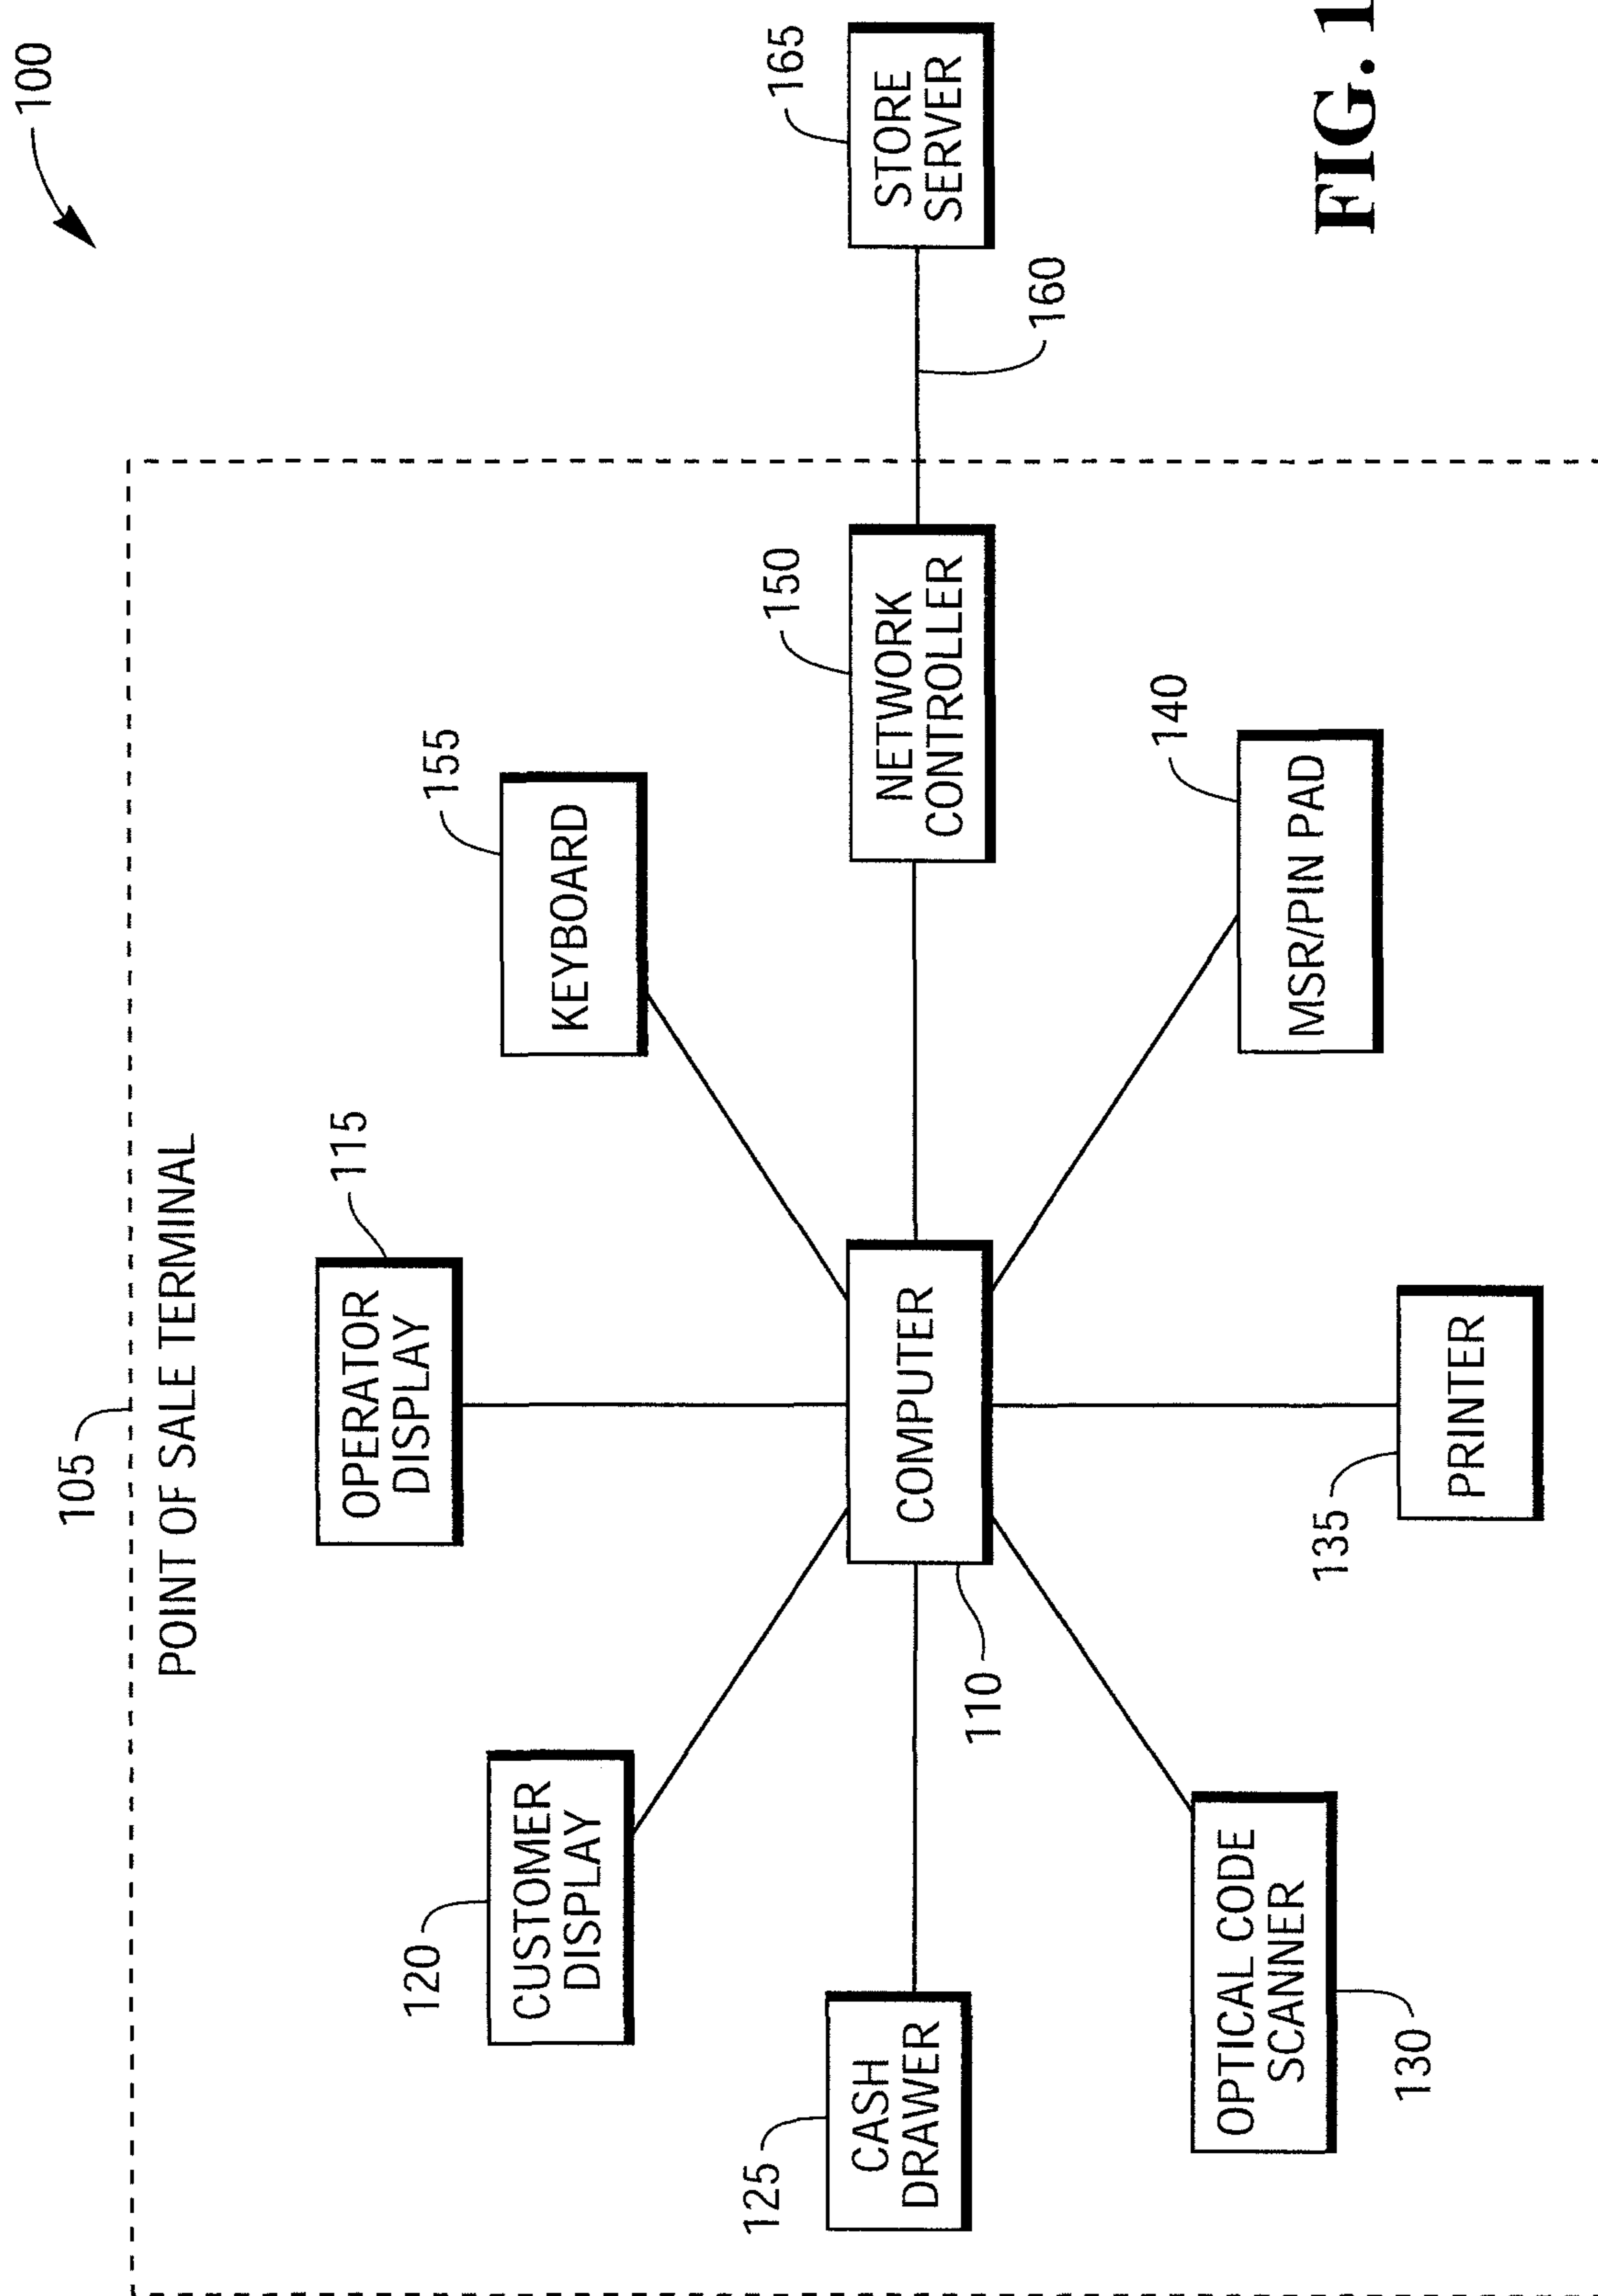 100
105
POINT OF SALE TERMINAL
OPERATOR
DISPLAY
115
120
CUSTOMER
DISPLAY
KEYBOARD
155
125
CASH
DRAWER
COMPUTER
110
NETWORK
CONTROLLER
150
STORE
SERVER
165
160
OPTICAL CODE
SCANNER
130
135
PRINTER
MSR/PIN PAD
140
FIG. 1